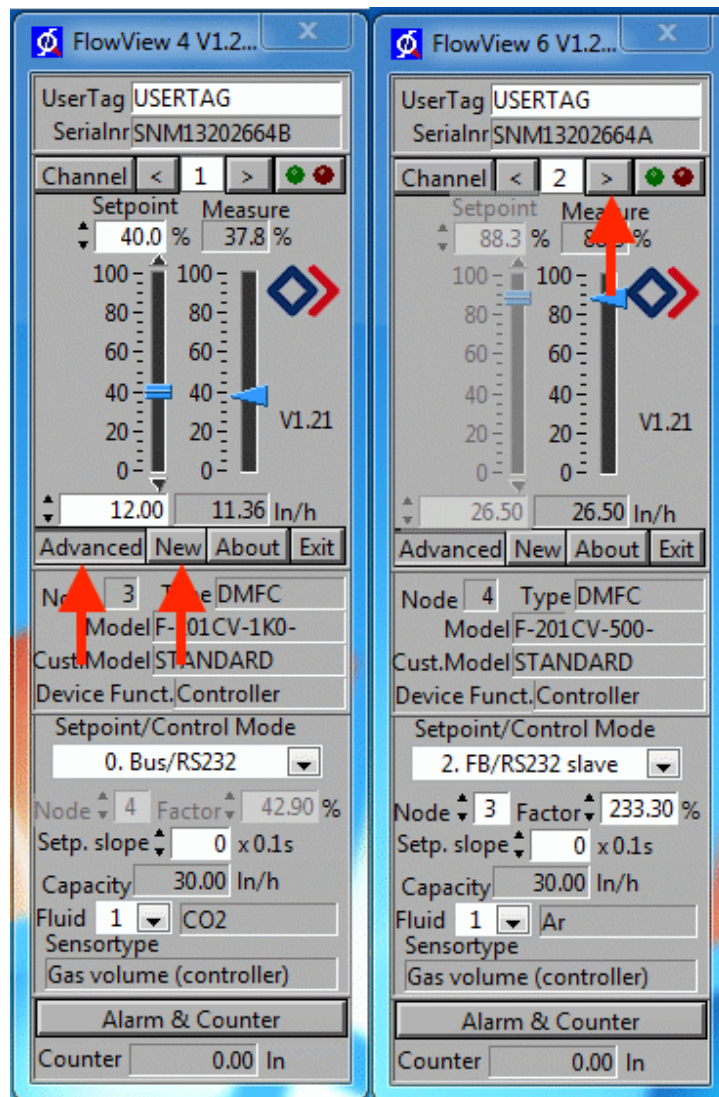 FlowView 4 V1.2...
UserTag USERTAG
Serialnr SNM13202664B
Channel < 1 >
Setpoint Measure
40.0 % 37.8 %
100 100
80 80
60 60
40 40
20 20
0 0
V1.21
12.00 11.36 ln/h
Advanced New About Exit
3 DMFC
Model F-201CV-1K0-
Cust.Model STANDARD
Device Funct. Controller
Setpoint/Control Mode
0. Bus/RS232
Node 4 Factor 42.90 %
Setp. slope 0 x 0.1s
Capacity 30.00 ln/h
Fluid 1 CO2
Sensortype
Gas volume (controller)
Alarm & Counter
Counter 0.00 ln
FlowView 6 V1.2...
UserTag USERTAG
Serialnr SNM13202664A
Channel < 2 >
Setpoint Measure
88.3 % %
100 100
80 80
60 60
40 40
20 20
0 0
V1.21
26.50 26.50 ln/h
Advanced New About Exit
Node 4 Type DMFC
Model F-201CV-500-
Cust.Model STANDARD
Device Funct. Controller
Setpoint/Control Mode
2. FB/RS232 slave
Node 3 Factor 233.30 %
Setp. slope 0 x 0.1s
Capacity 30.00 ln/h
Fluid 1 Ar
Sensortype
Gas volume (controller)
Alarm & Counter
Counter 0.00 ln